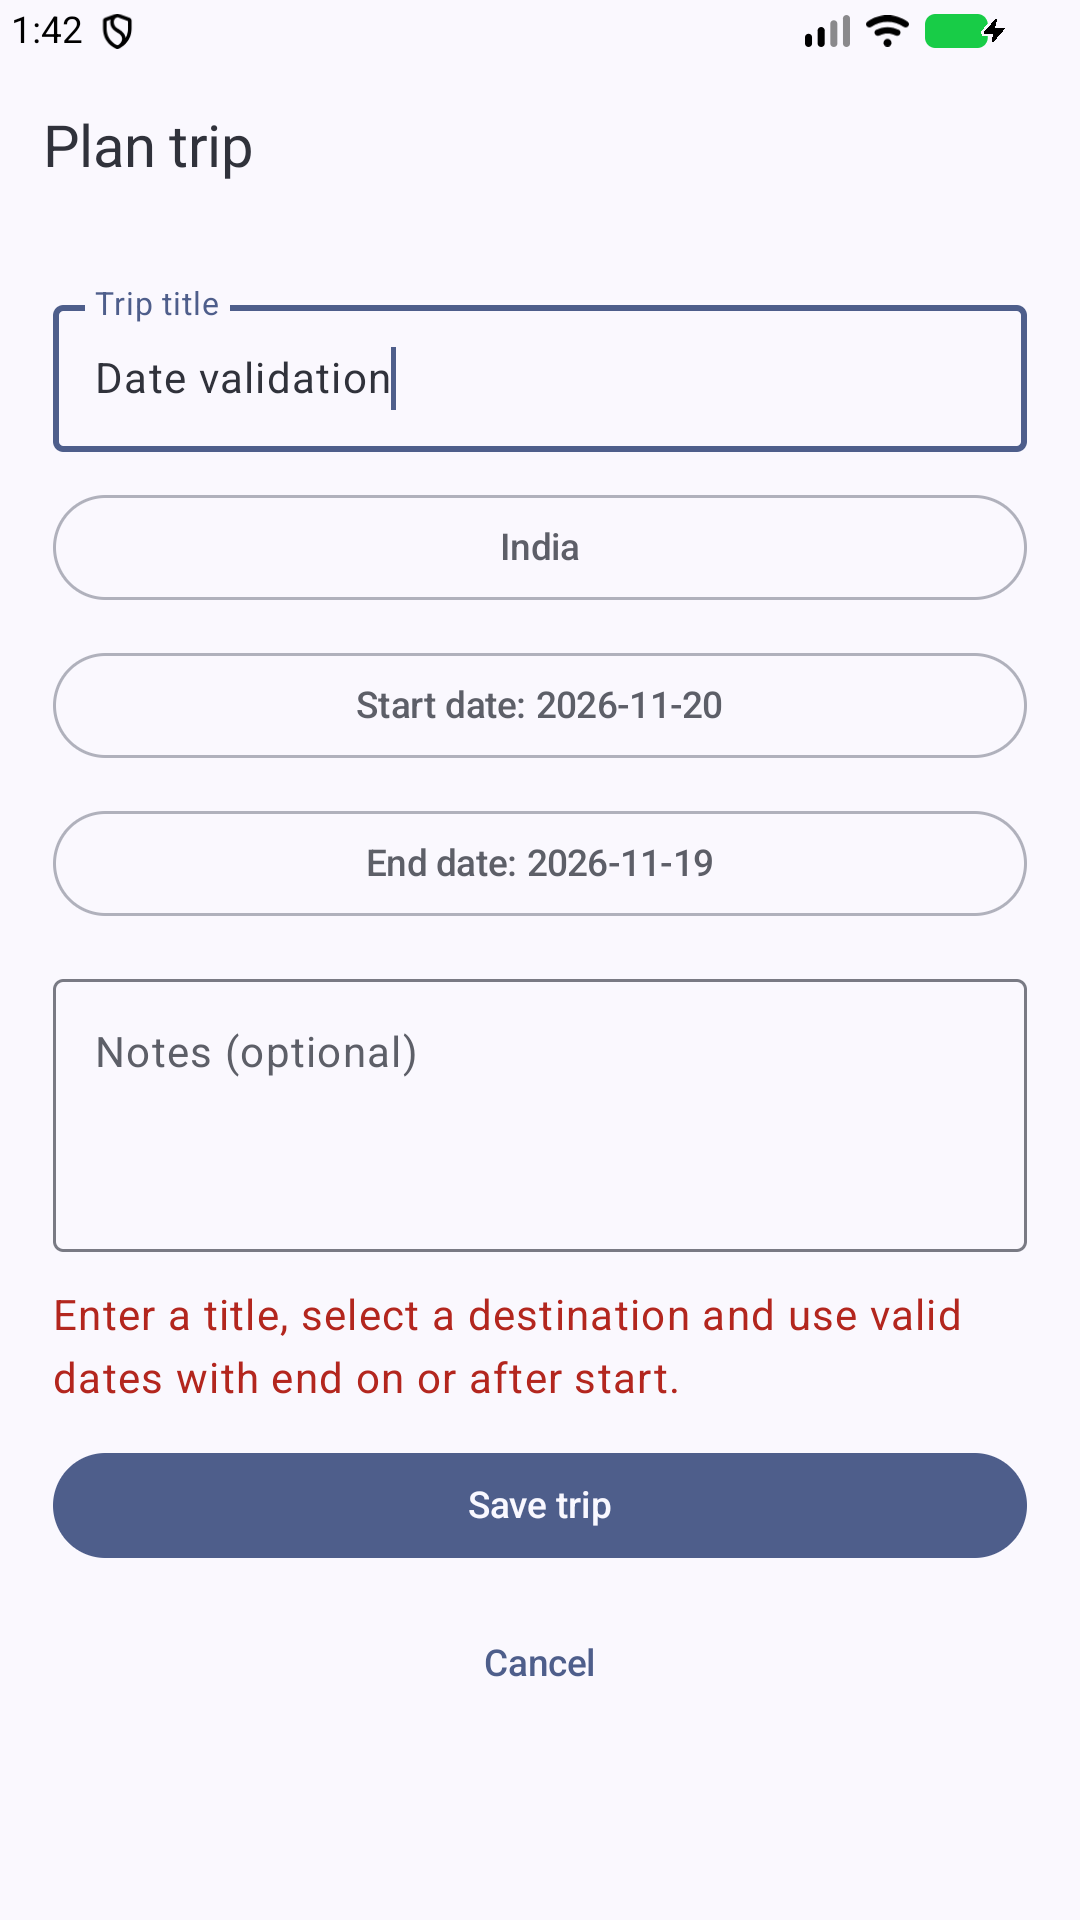 1:42
Plan trip
Trip title
Date validation
India
Start date: 2026-11-20
End date: 2026-11-19
Notes (optional)
Enter a title, select a destination and use valid
dates with end on or after start.
Save trip
Cancel